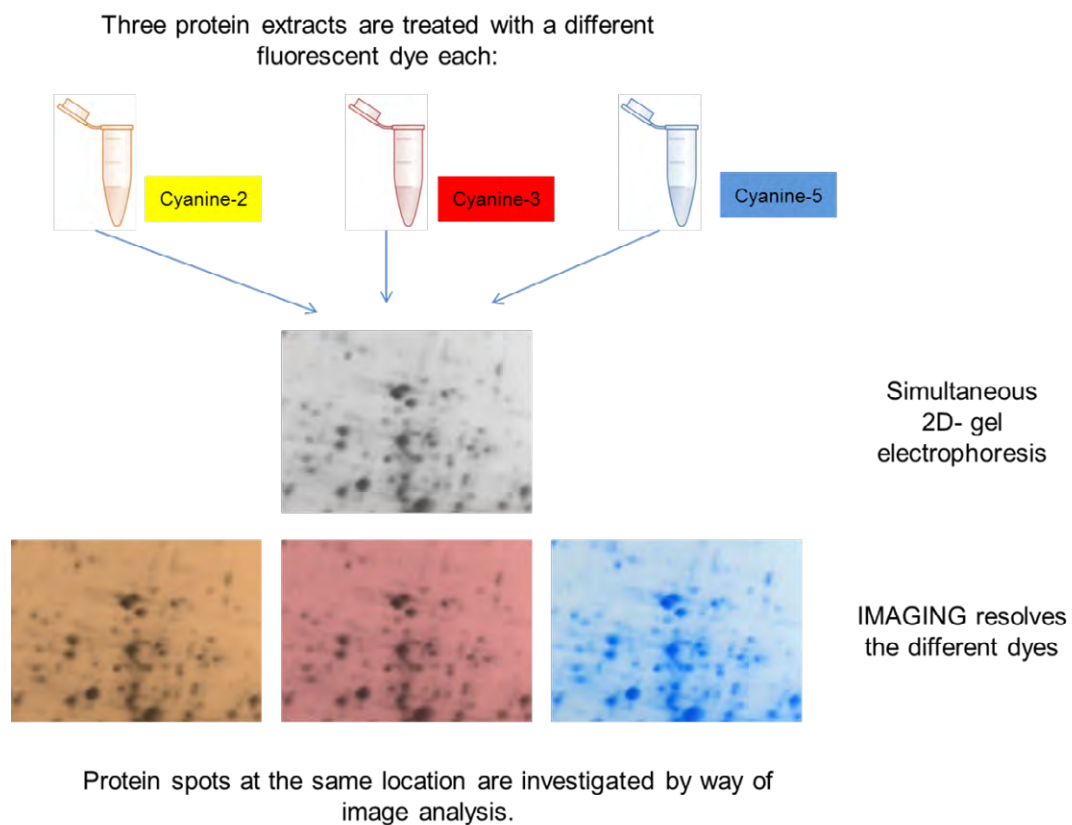 Three protein extracts are treated with a different
fluorescent dye each:
Cyanine-2
Cyanine-3
Cyanine-5
Simultaneous
2D- gel
electrophoresis
IMAGING resolves
the different dyes
Protein spots at the same location are investigated by way of
image analysis.